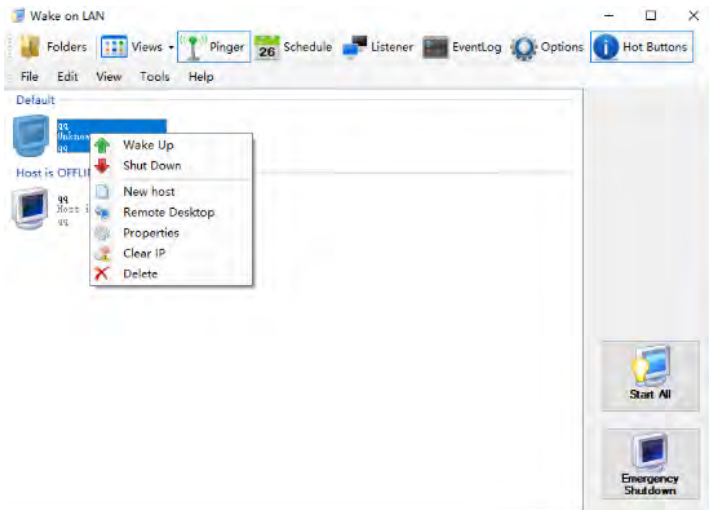 Wake on LAN
Folders Views Pinger 26 Schedule Listener EventLog Options Hot Buttons
File Edit View Tools Help
Default
qq
qq
Wake Up
Shut Down
Host is
qq
Host
qq
New host
Remote Desktop
Properties
Clear IP
Delete
Start All
Emergency
Shutdown